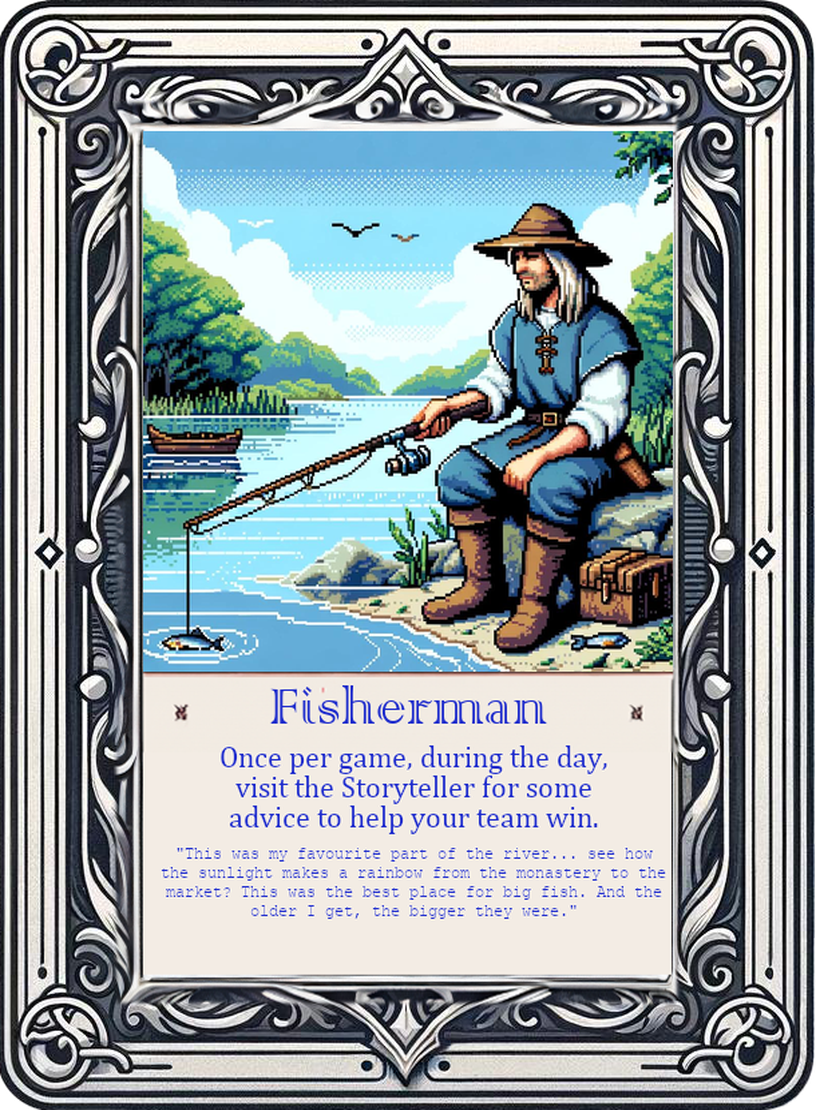 Fisherman
Once per game, during the day,
visit the Storyteller for some
advice to help your team win.
"This was my favourite part of the river... see how
the sunlight makes a rainbow from the monastery to the
market? This was the best place for big fish. And the
older I get, the bigger they were."